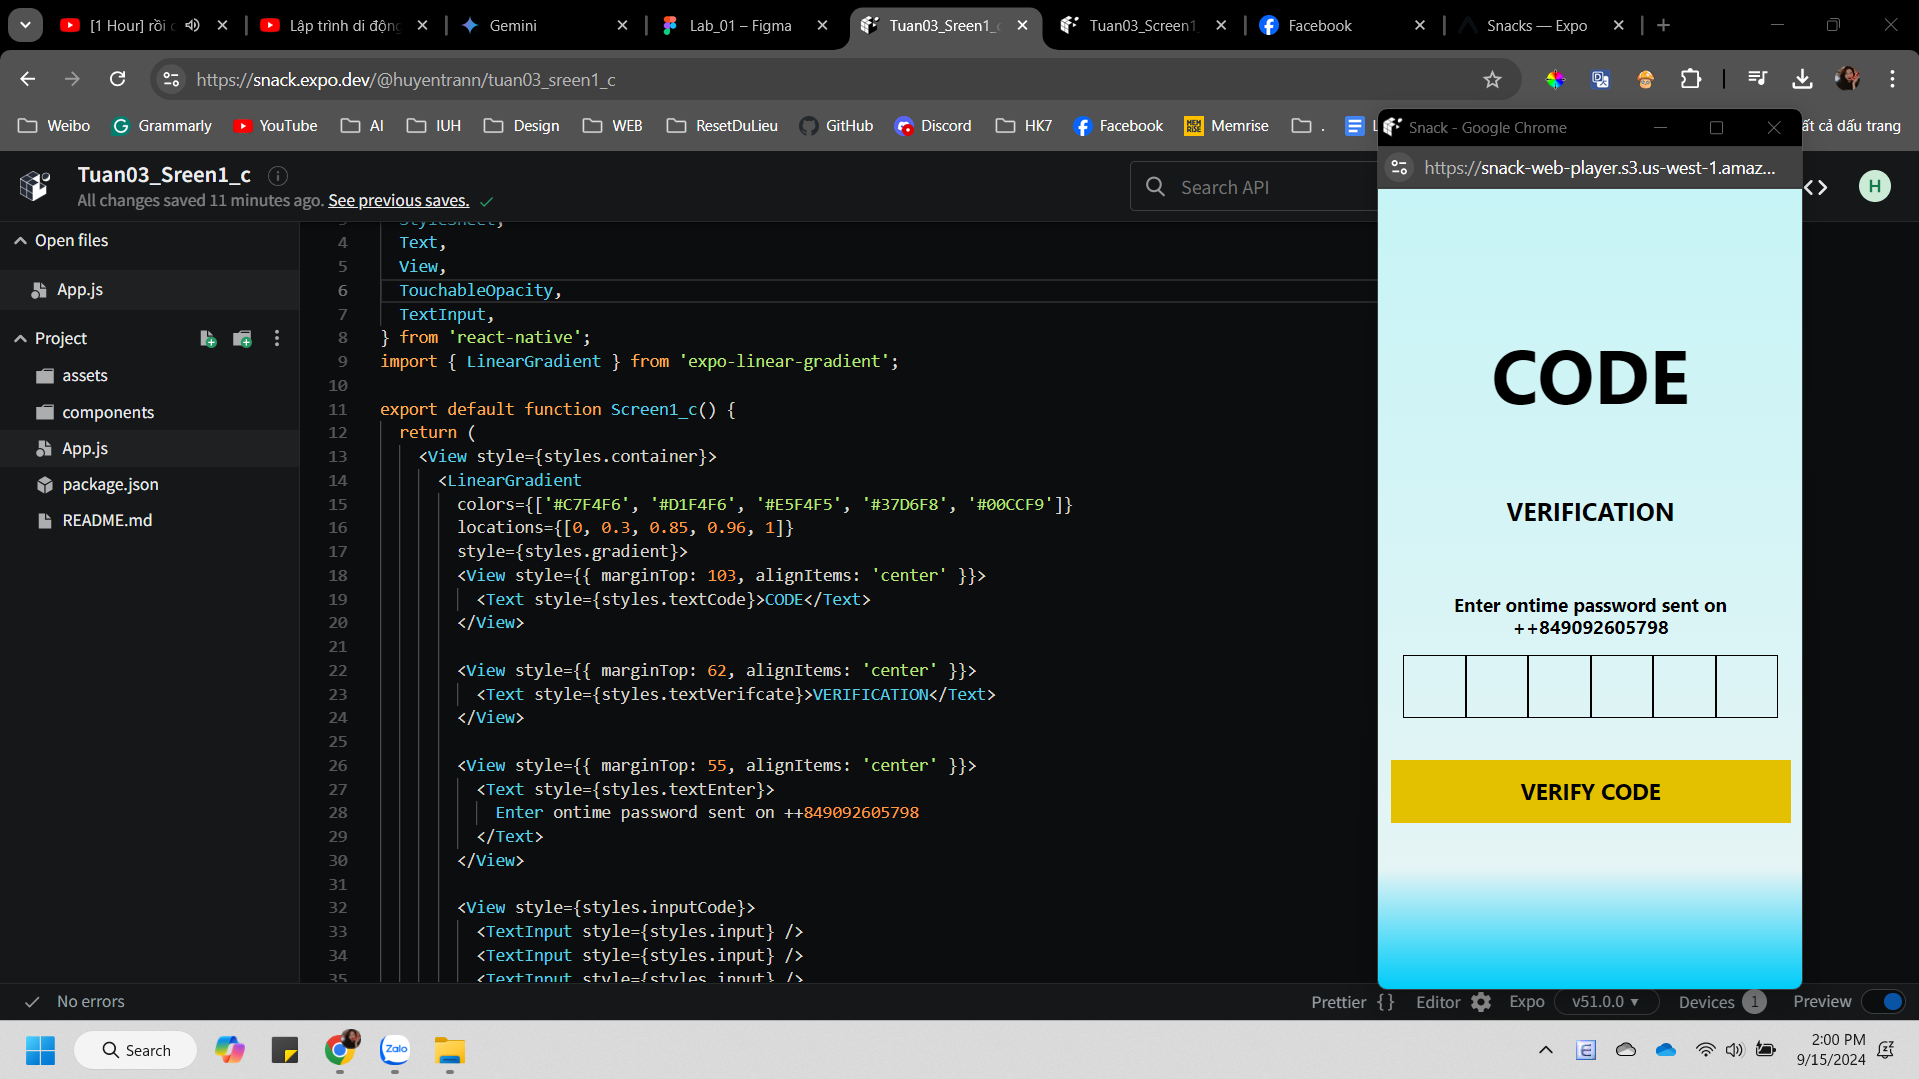 [1 Hour] rồi
Lập trình di động
Gemini
Lab_01 – Figma
Tuan03_Sreen1_c
Tuan03_Screen1
Facebook
Snacks — Expo
https://snack.expo.dev/@huyentrann/tuan03_sreen1_c
Weibo
Grammarly
YouTube
AI
IUH
Design
WEB
ResetDuLieu
GitHub
Discord
HK7
Facebook
MEM RISE
Memrise
.
ất cả dấu trang
Snack - Google Chrome
https://snack-web-player.s3.us-west-1.amaz...
Tuan03_Sreen1_c
All changes saved 11 minutes ago. See previous saves.
Search API
H
Open files
App.js
Project
assets
components
App.js
package.json
README.md
StyleSheet,
4 Text,
5 View,
6 TouchableOpacity,
7 TextInput,
8 } from 'react-native';
9 import { LinearGradient } from 'expo-linear-gradient';
10
11 export default function Screen1_c() {
12 return (
13 <View style={styles.container}>
14 <LinearGradient
15 colors={['#C7F4F6', '#D1F4F6', '#E5F4F5', '#37D6F8', '#00CCF9']}
16 locations={[0, 0.3, 0.85, 0.96, 1]}
17 style={styles.gradient}>
18 <View style={{ marginTop: 103, alignItems: 'center' }}>
19 <Text style={styles.textCode}>CODE</Text>
20 </View>
21
22 <View style={{ marginTop: 62, alignItems: 'center' }}>
23 <Text style={styles.textVerifcate}>VERIFICATION</Text>
24 </View>
25
26 <View style={{ marginTop: 55, alignItems: 'center' }}>
27 <Text style={styles.textEnter}>
28 Enter ontime password sent on ++849092605798
29 </Text>
30 </View>
31
32 <View style={styles.inputCode}>
33 <TextInput style={styles.input} />
34 <TextInput style={styles.input} />
35 <TextInput style={styles.input} />
CODE
VERIFICATION
Enter ontime password sent on
++849092605798
VERIFY CODE
No errors
Prettier {}
Editor
Expo
v51.0.0
Devices 1
Preview
Search
Zalo
E
2:00 PM
9/15/2024